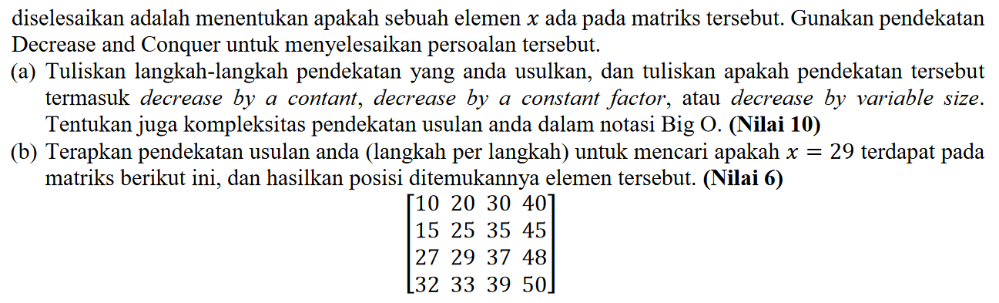 diselesaikan adalah menentukan apakah sebuah elemen x ada pada matriks tersebut. Gunakan pendekatan
Decrease and Conquer untuk menyelesaikan persoalan tersebut.
(a) Tuliskan langkah-langkah pendekatan yang anda usulkan, dan tuliskan apakah pendekatan tersebut
termasuk decrease by a contant, decrease by a constant factor, atau decrease by variable size.
Tentukan juga kompleksitas pendekatan usulan anda dalam notasi Big O. (Nilai 10)
(b) Terapkan pendekatan usulan anda (langkah per langkah) untuk mencari apakah x = 29 terdapat pada
matriks berikut ini, dan hasilkan posisi ditemukannya elemen tersebut. (Nilai 6)
10 20 30 40
15 25 35 45
27 29 37 48
32 33 39 50